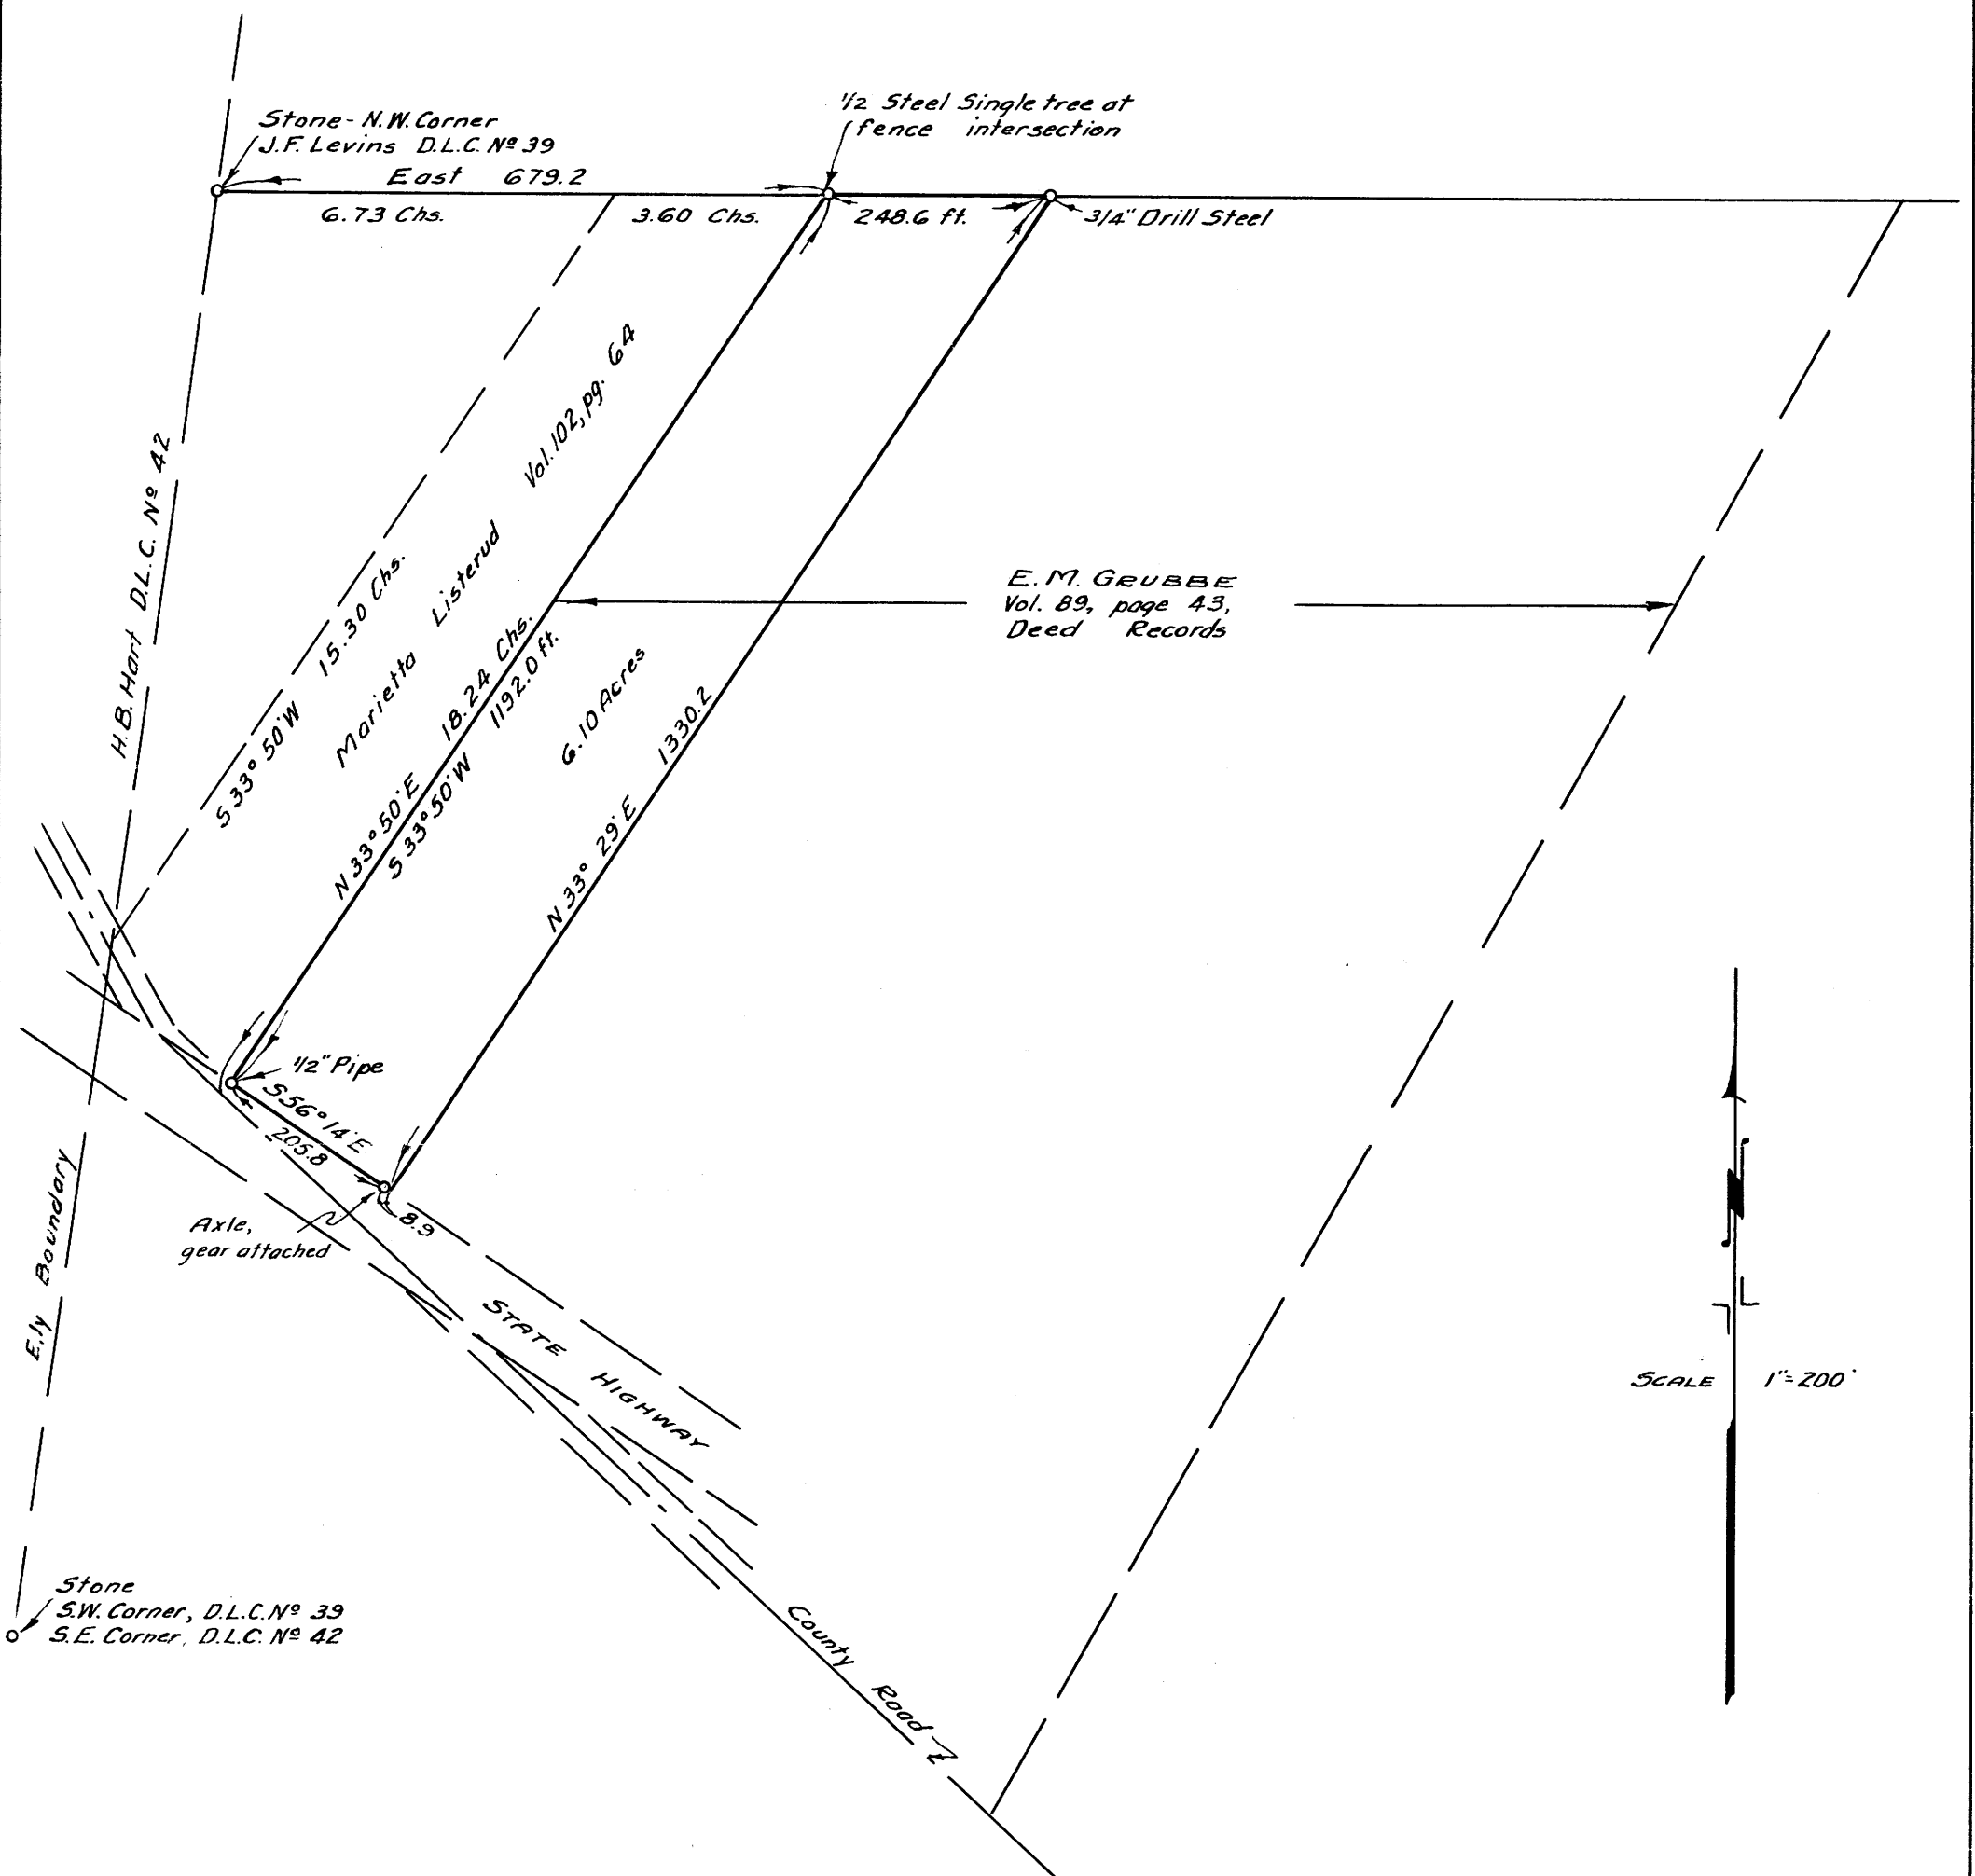 Stone - N.W. Corner
J.F. Levins D.L.C. Nº 39
East 679.2
6.73 Chs.
3.60 Chs.
1/2 Steel Single tree at
fence intersection
248.6 ft.
3/4" Drill Steel
H.B. Hart D.L.C. Nº 42
S 33° 50' W 15.30 Chs.
Marietta Listerud Vol. 102, pg. 64
N 33° 50' E 18.24 Chs.
S 33° 50' W 1192.0 ft.
6.10 Acres
N 33° 29' E 1330.2
E. M. GRUBBE
Vol. 89, page 43,
Deed Records
1/2" Pipe
S 56° 14' E
205.8
8.9
Axle,
gear attached
E.ly Boundary
STATE HIGHWAY
County Road
SCALE 1"=200'
N
Stone
S.W. Corner, D.L.C. Nº 39
S.E. Corner, D.L.C. Nº 42